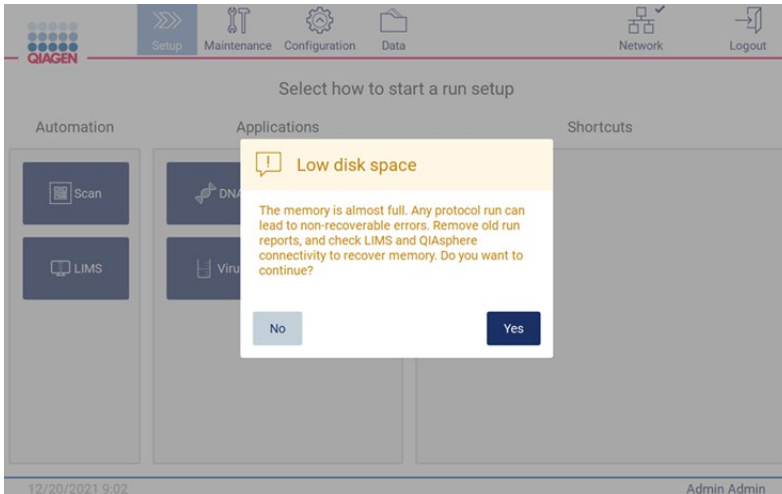 QIAGEN
Setup
Maintenance
Configuration
Data
Network
Logout
Select how to start a run setup
Automation
Applications
Shortcuts
Scan
LIMS
DNA
Viru
Low disk space
The memory is almost full. Any protocol run can
lead to non-recoverable errors. Remove old run
reports, and check LIMS and QIAsphere
connectivity to recover memory. Do you want to
continue?
No
Yes
12/20/2021 9:02
Admin Admin